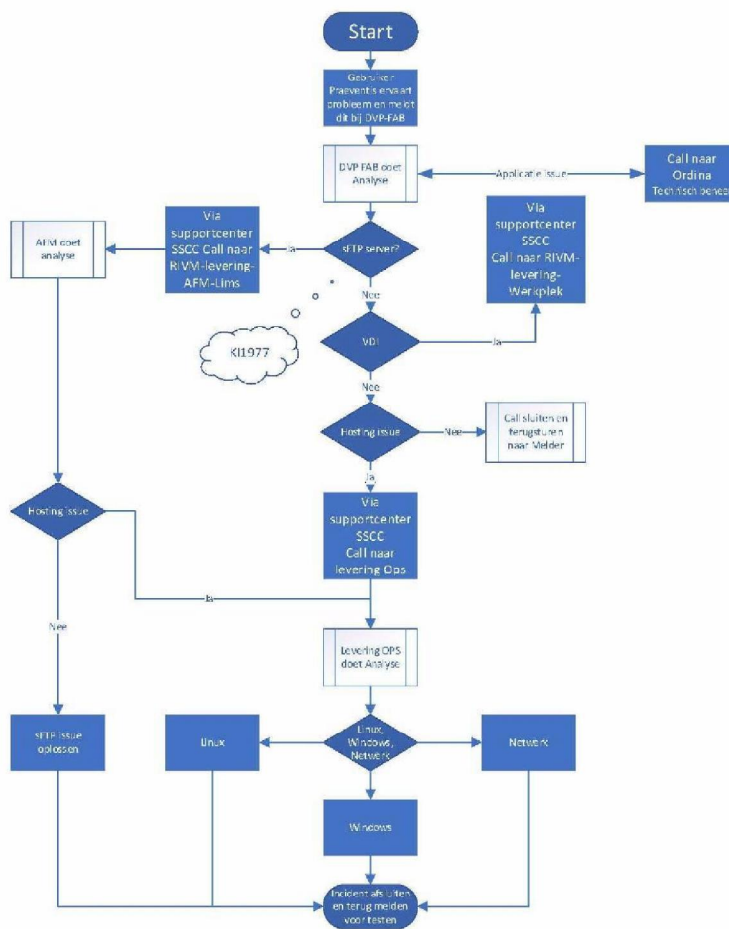 Start
Gebruiker
Praeventis ervaart
probleem en meldt
dit bij DVP-FAB
DVP FAB doet
Analyse
Applicatie issue
Call naar
Ordina
Technisch beheer
Via
supportcenter
SSCC Call naar
RIVM-levering-
AFM-Lims
AFM doet
analyse
Ja
sFTP server?
Via
supportcenter
SSCC
Call naar RIVM-
levering-
Werkplek
Nee
KI1977
VDI
Ja
Nee
Hosting issue
Nee
Call sluiten en
terugsturen
naar Melder
Ja
Hosting issue
Via
supportcenter
SSCC
Call naar
levering Ops
Ja
Nee
Levering OPS
doet Analyse
sFTP issue
oplossen
Linux
Linux,
Windows,
Netwerk
Netwerk
Windows
Incident afsluiten
en terug melden
voor testen